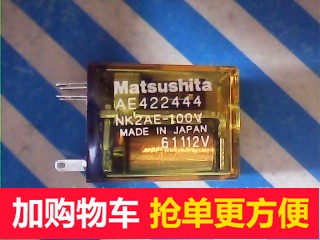 Matsushita
AE422444
NK2AE-100V
MADE IN JAPAN
61112V
加购物车 抢单更方便